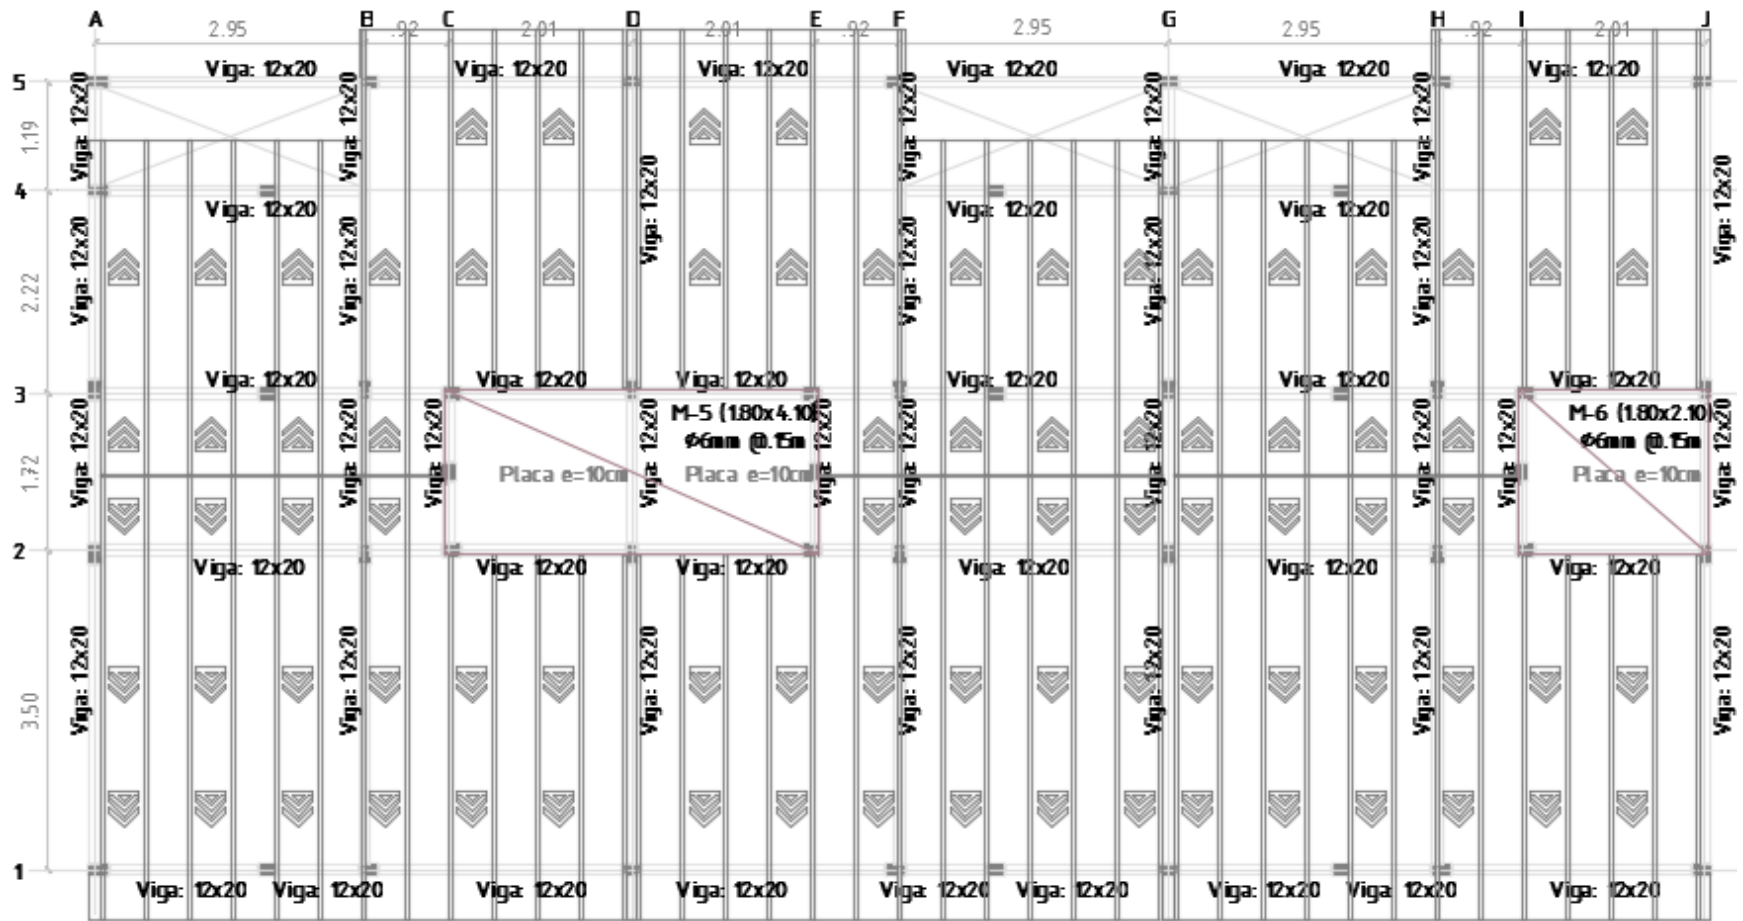 A B C D E F G H I J
2.95 .92 2.01 2.01 .92 2.95 2.95 .92 2.01
5 Viga: 12x20 Viga: 12x20 Viga: 12x20 Viga: 12x20 Viga: 12x20 Viga: 12x20
1.19 Viga: 12x20 Viga: 12x20 Viga: 12x20 Viga: 12x20 Viga: 12x20
Viga: 12x20 Viga: 12x20
4
Viga: 12x20 Viga: 12x20 Viga: 12x20
2.22 Viga: 12x20 Viga: 12x20 Viga: 12x20 Viga: 12x20 Viga: 12x20
3 Viga: 12x20 Viga: 12x20 Viga: 12x20 Viga: 12x20 Viga: 12x20 Viga: 12x20
M-5 (1.80x4.10) M-6 (1.80x2.10)
Ø6mm @.15m Ø6mm @.15m
1.72 Viga: 12x20 Viga: 12x20 Viga: 12x20 Viga: 12x20 Viga: 12x20 Viga: 12x20 Viga: 12x20 Viga: 12x20 Viga: 12x20 Viga: 12x20
Placa e=10cm Placa e=10cm Placa e=10cm
2
Viga: 12x20 Viga: 12x20 Viga: 12x20 Viga: 12x20 Viga: 12x20 Viga: 12x20
3.50 Viga: 12x20 Viga: 12x20 Viga: 12x20 Viga: 12x20 Viga: 12x20 Viga: 12x20 Viga: 12x20
1
Viga: 12x20 Viga: 12x20 Viga: 12x20 Viga: 12x20 Viga: 12x20 Viga: 12x20 Viga: 12x20 Viga: 12x20 Viga: 12x20